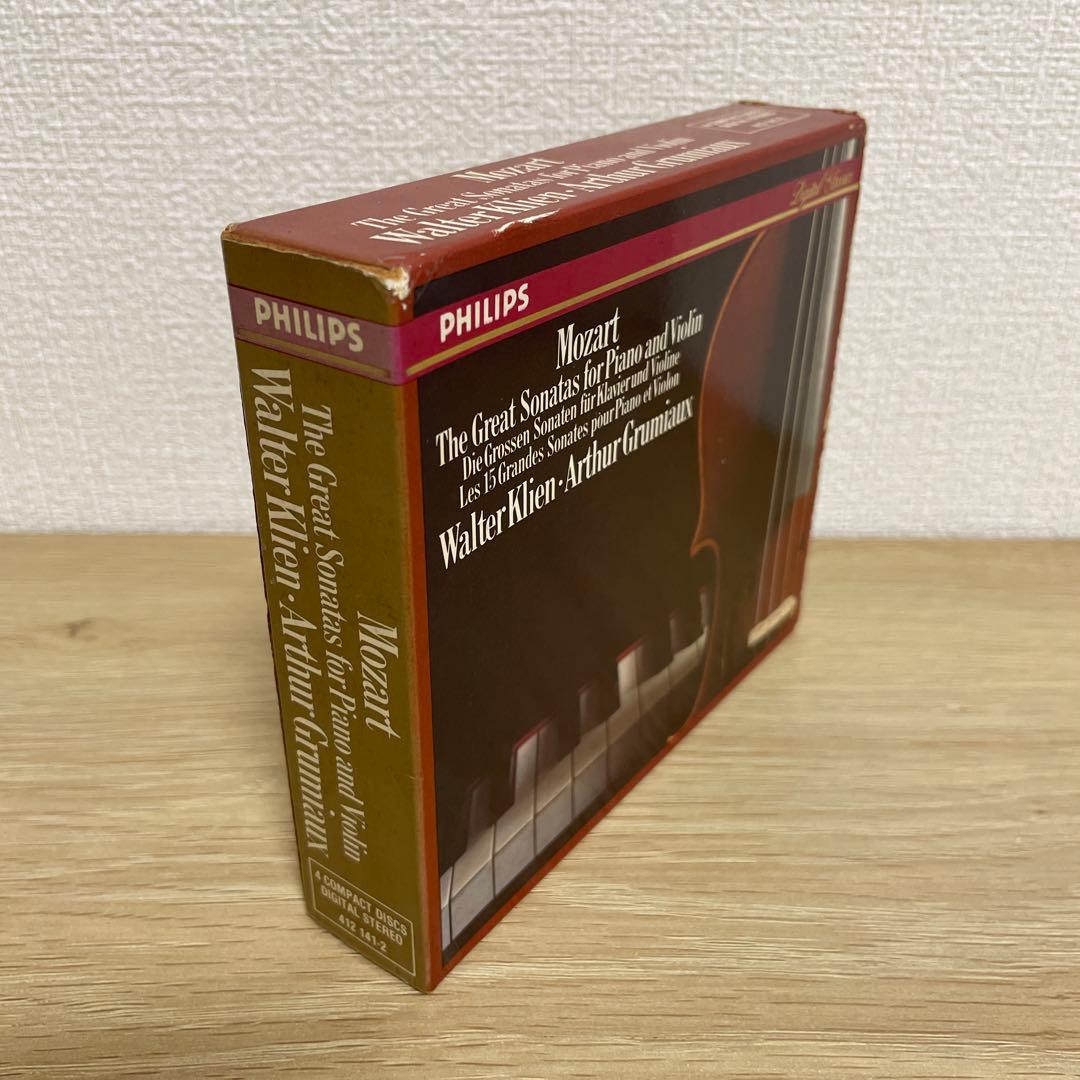 Mozart
The Great Sonatas for Piano and Violin
Walter Klien · Arthur Grumiaux
Digital Classics
PHILIPS
Mozart
The Great Sonatas for Piano and Violin
Die Grossen Sonaten für Klavier und Violine
Les 15 Grandes Sonates pour Piano et Violon
Walter Klien · Arthur Grumiaux
PHILIPS
Mozart
The Great Sonatas for Piano and Violin
Walter Klien · Arthur Grumiaux
4 COMPACT DISCS
DIGITAL STEREO
412 141-2